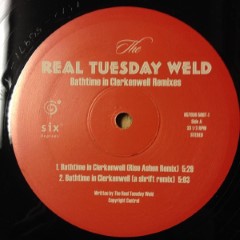 The
REAL TUESDAY WELD
Bathtime in Clerkenwell Remixes
six
Side A
33 1/3 RPM
STEREO
1. Bathtime in Clerkenwell (Alan Ashen Remix) 5:29
2. Bathtime in Clerkenwell (a shrift remix) 5:03
Written by The Real Tuesday Weld
Copyright Control